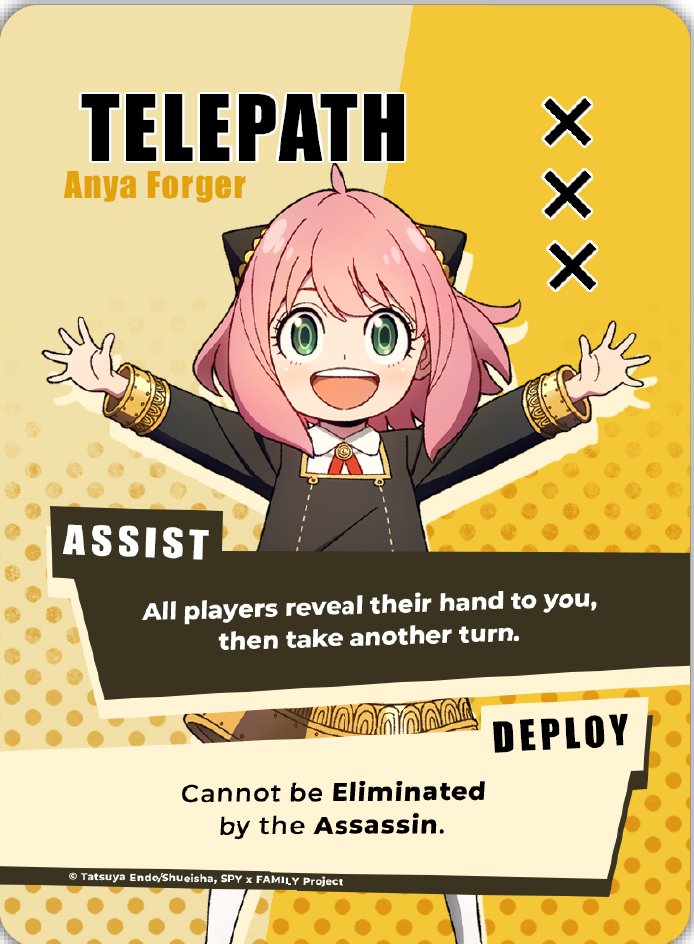 TELEPATH
Anya Forger
ASSIST
All players reveal their hand to you,
then take another turn.
DEPLOY
Cannot be Eliminated
by the Assassin.
© Tatsuya Endo/Shueisha, SPY x FAMILY Project